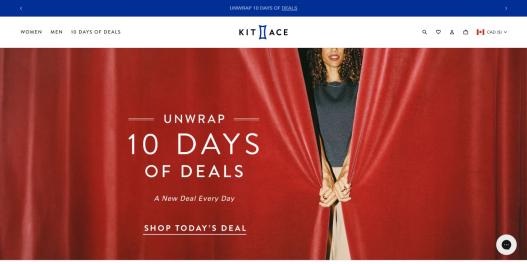 UNWRAP 10 DAYS OF DEALS
WOMEN MEN 10 DAYS OF DEALS
KIT ACE
CAD ($)
UNWRAP
10 DAYS
OF DEALS
A New Deal Every Day
SHOP TODAY'S DEAL